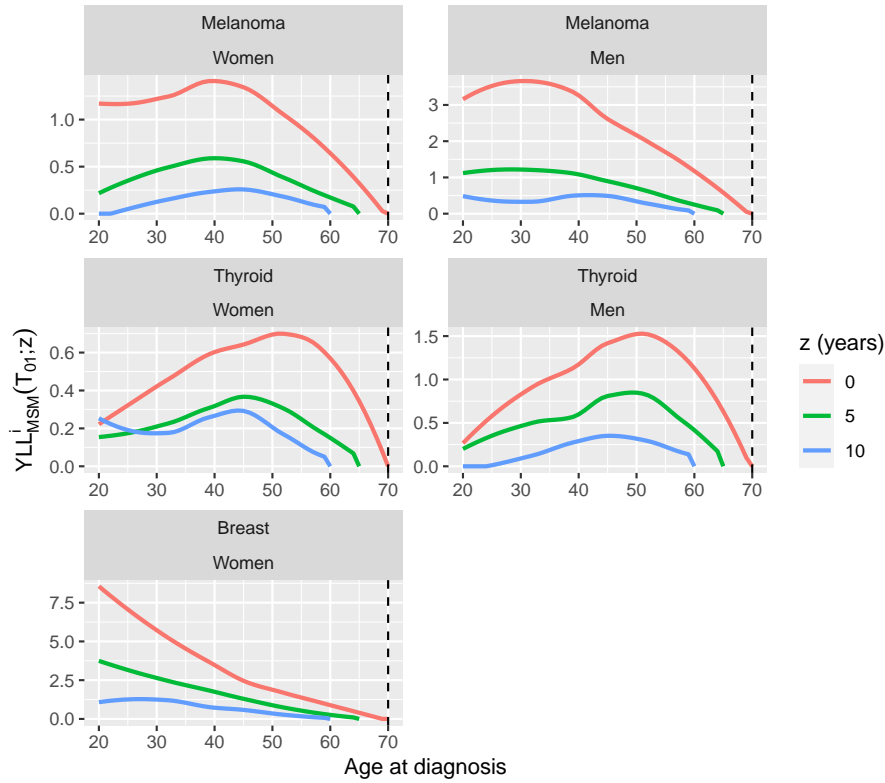 Melanoma
Women
Melanoma
Men
1.0
0.5
0.0
20 30 40 50 60 70
3
2
1
0
20 30 40 50 60 70
Thyroid
Women
Thyroid
Men
0.6
0.4
0.2
0.0
20 30 40 50 60 70
1.5
1.0
0.5
0.0
20 30 40 50 60 70
Breast
Women
7.5
5.0
2.5
0.0
20 30 40 50 60 70
YLL^i_MSM(T_01;z)
Age at diagnosis
z (years)
0
5
10